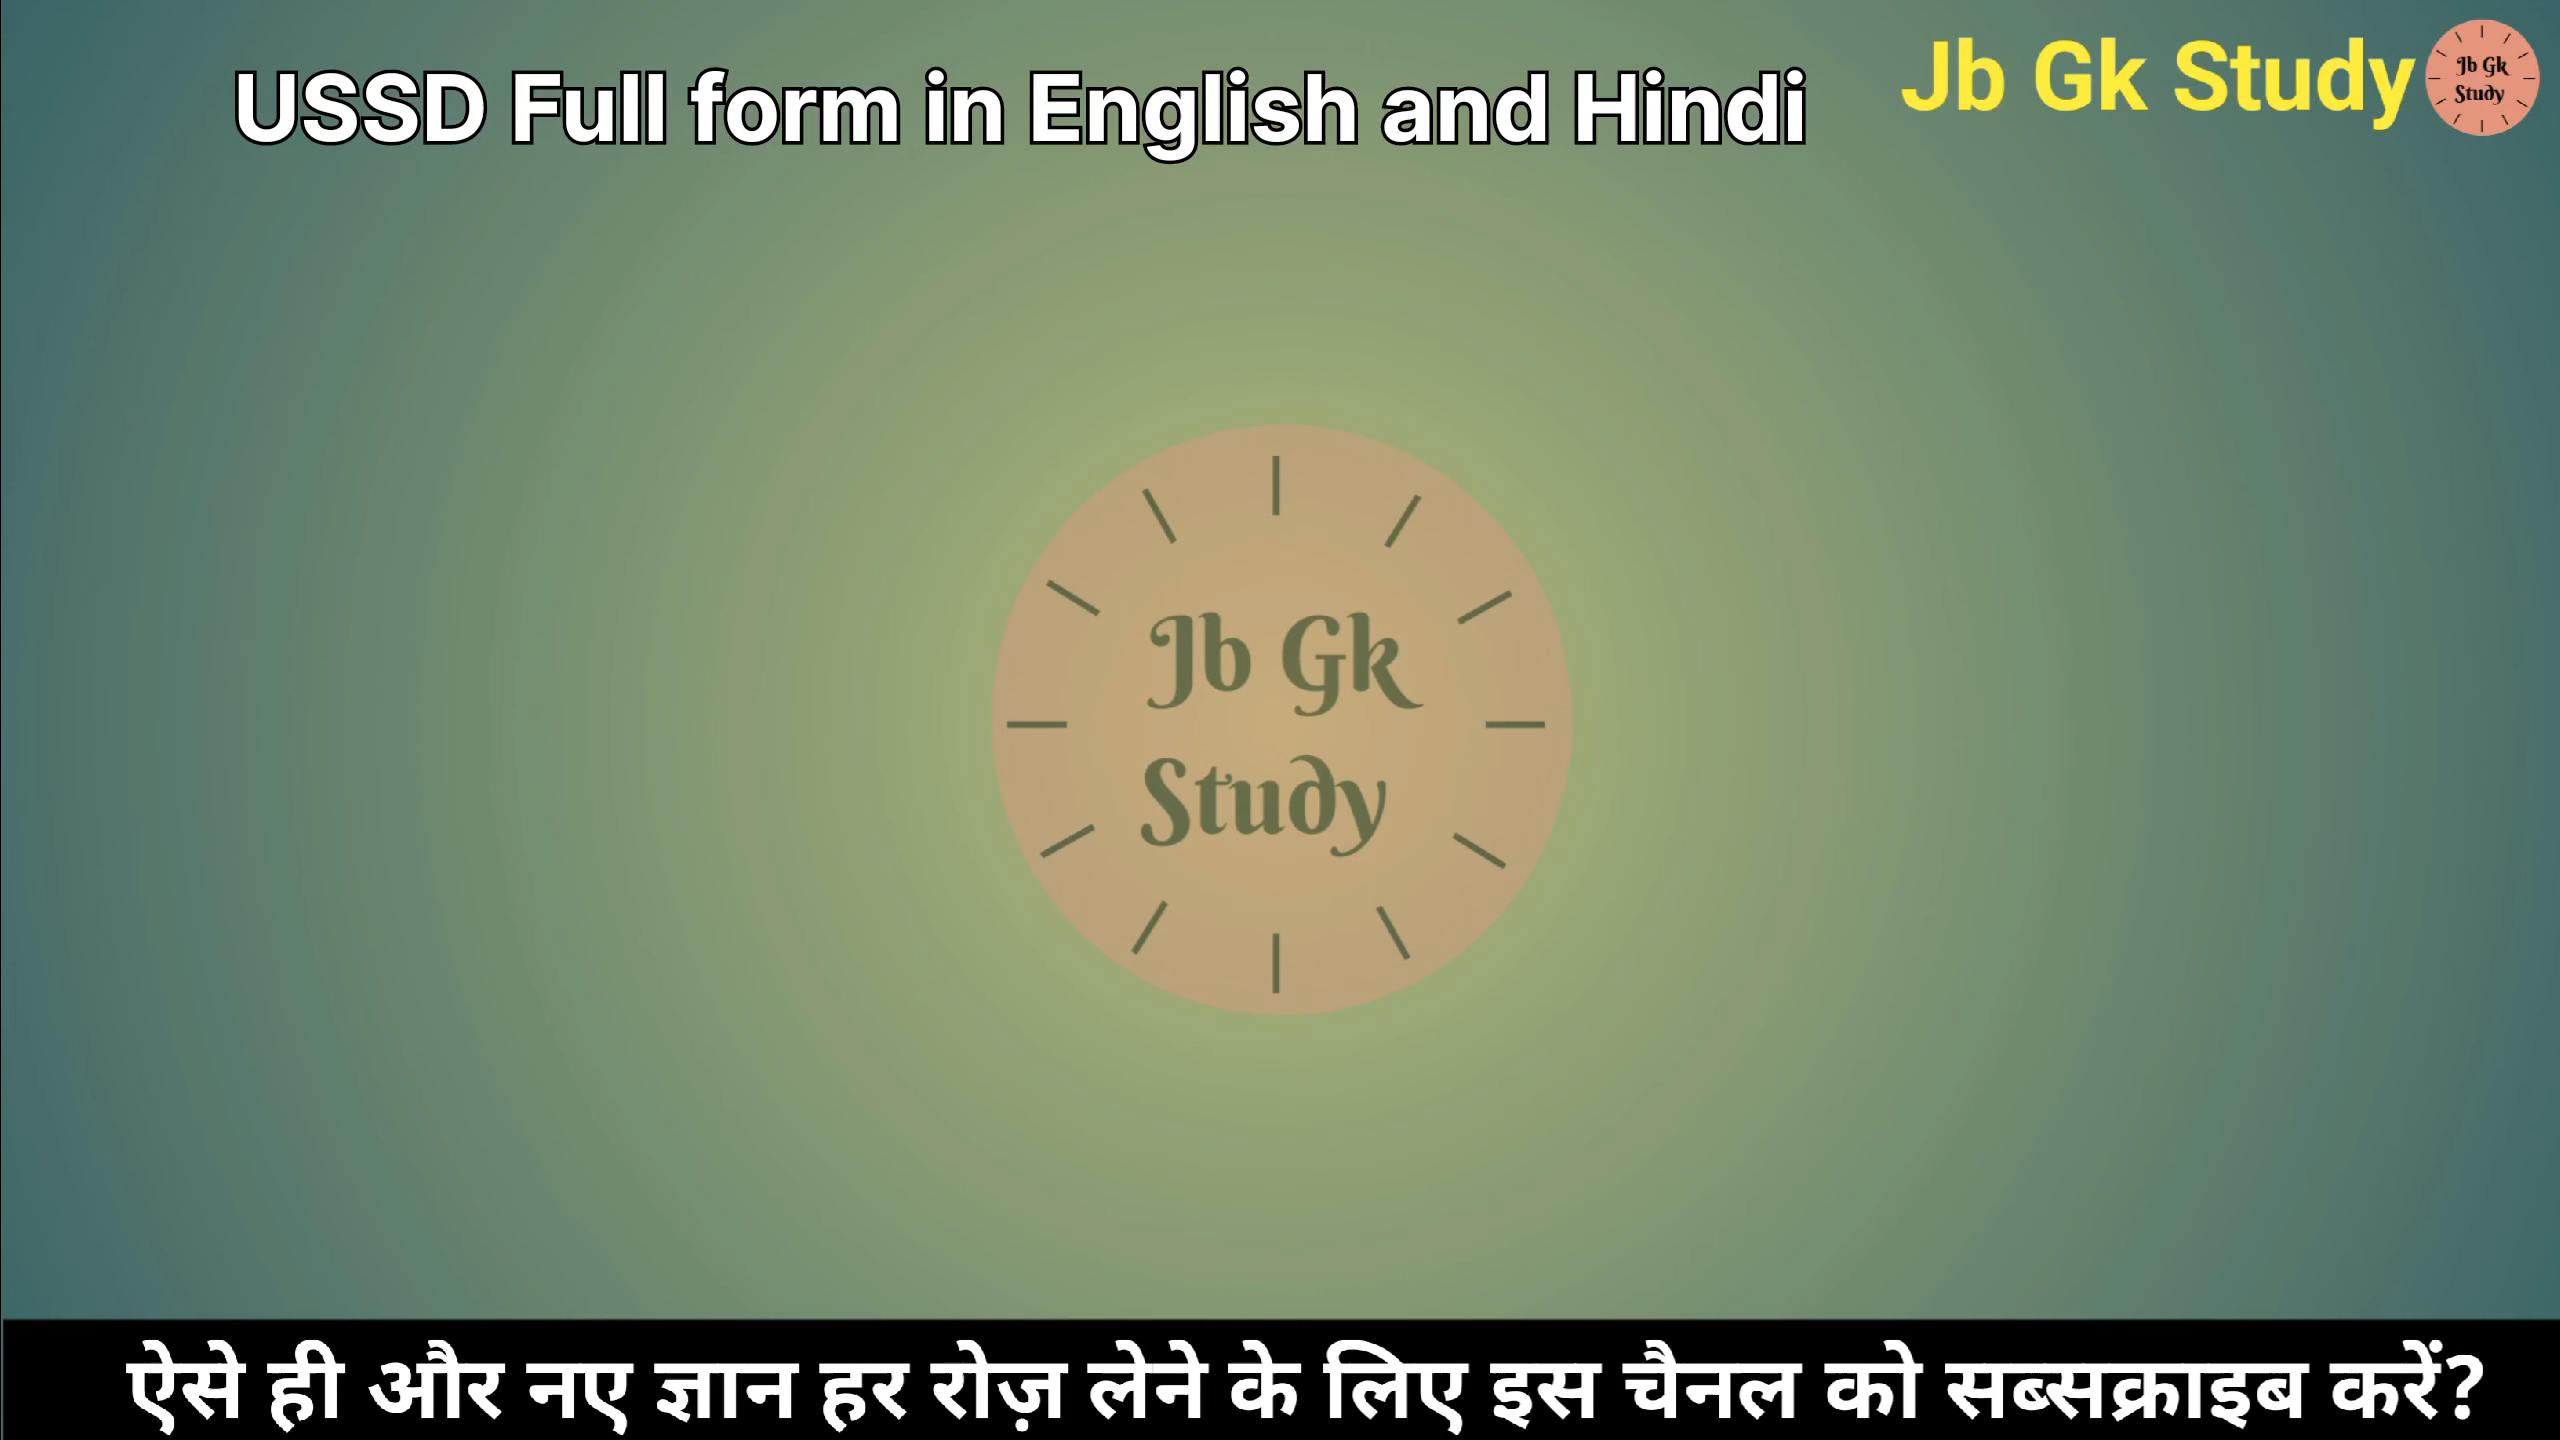 USSD Full form in English and Hindi
Jb Gk Study
Jb Gk
Study
Jb Gk
Study
ऐसे ही और नए ज्ञान हर रोज़ लेने के लिए इस चैनल को सब्सक्राइब करें?